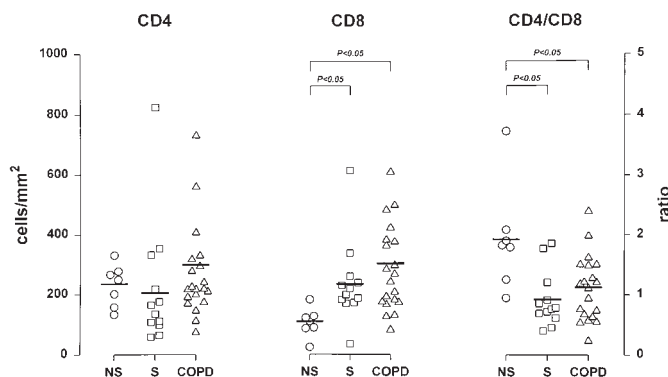 CD4
CD8
CD4/CD8
1000
800
600
400
200
0
cells/mm²
P<0.05
P<0.05
P<0.05
P<0.05
5
4
3
2
1
0
ratio
NS S COPD
NS S COPD
NS S COPD